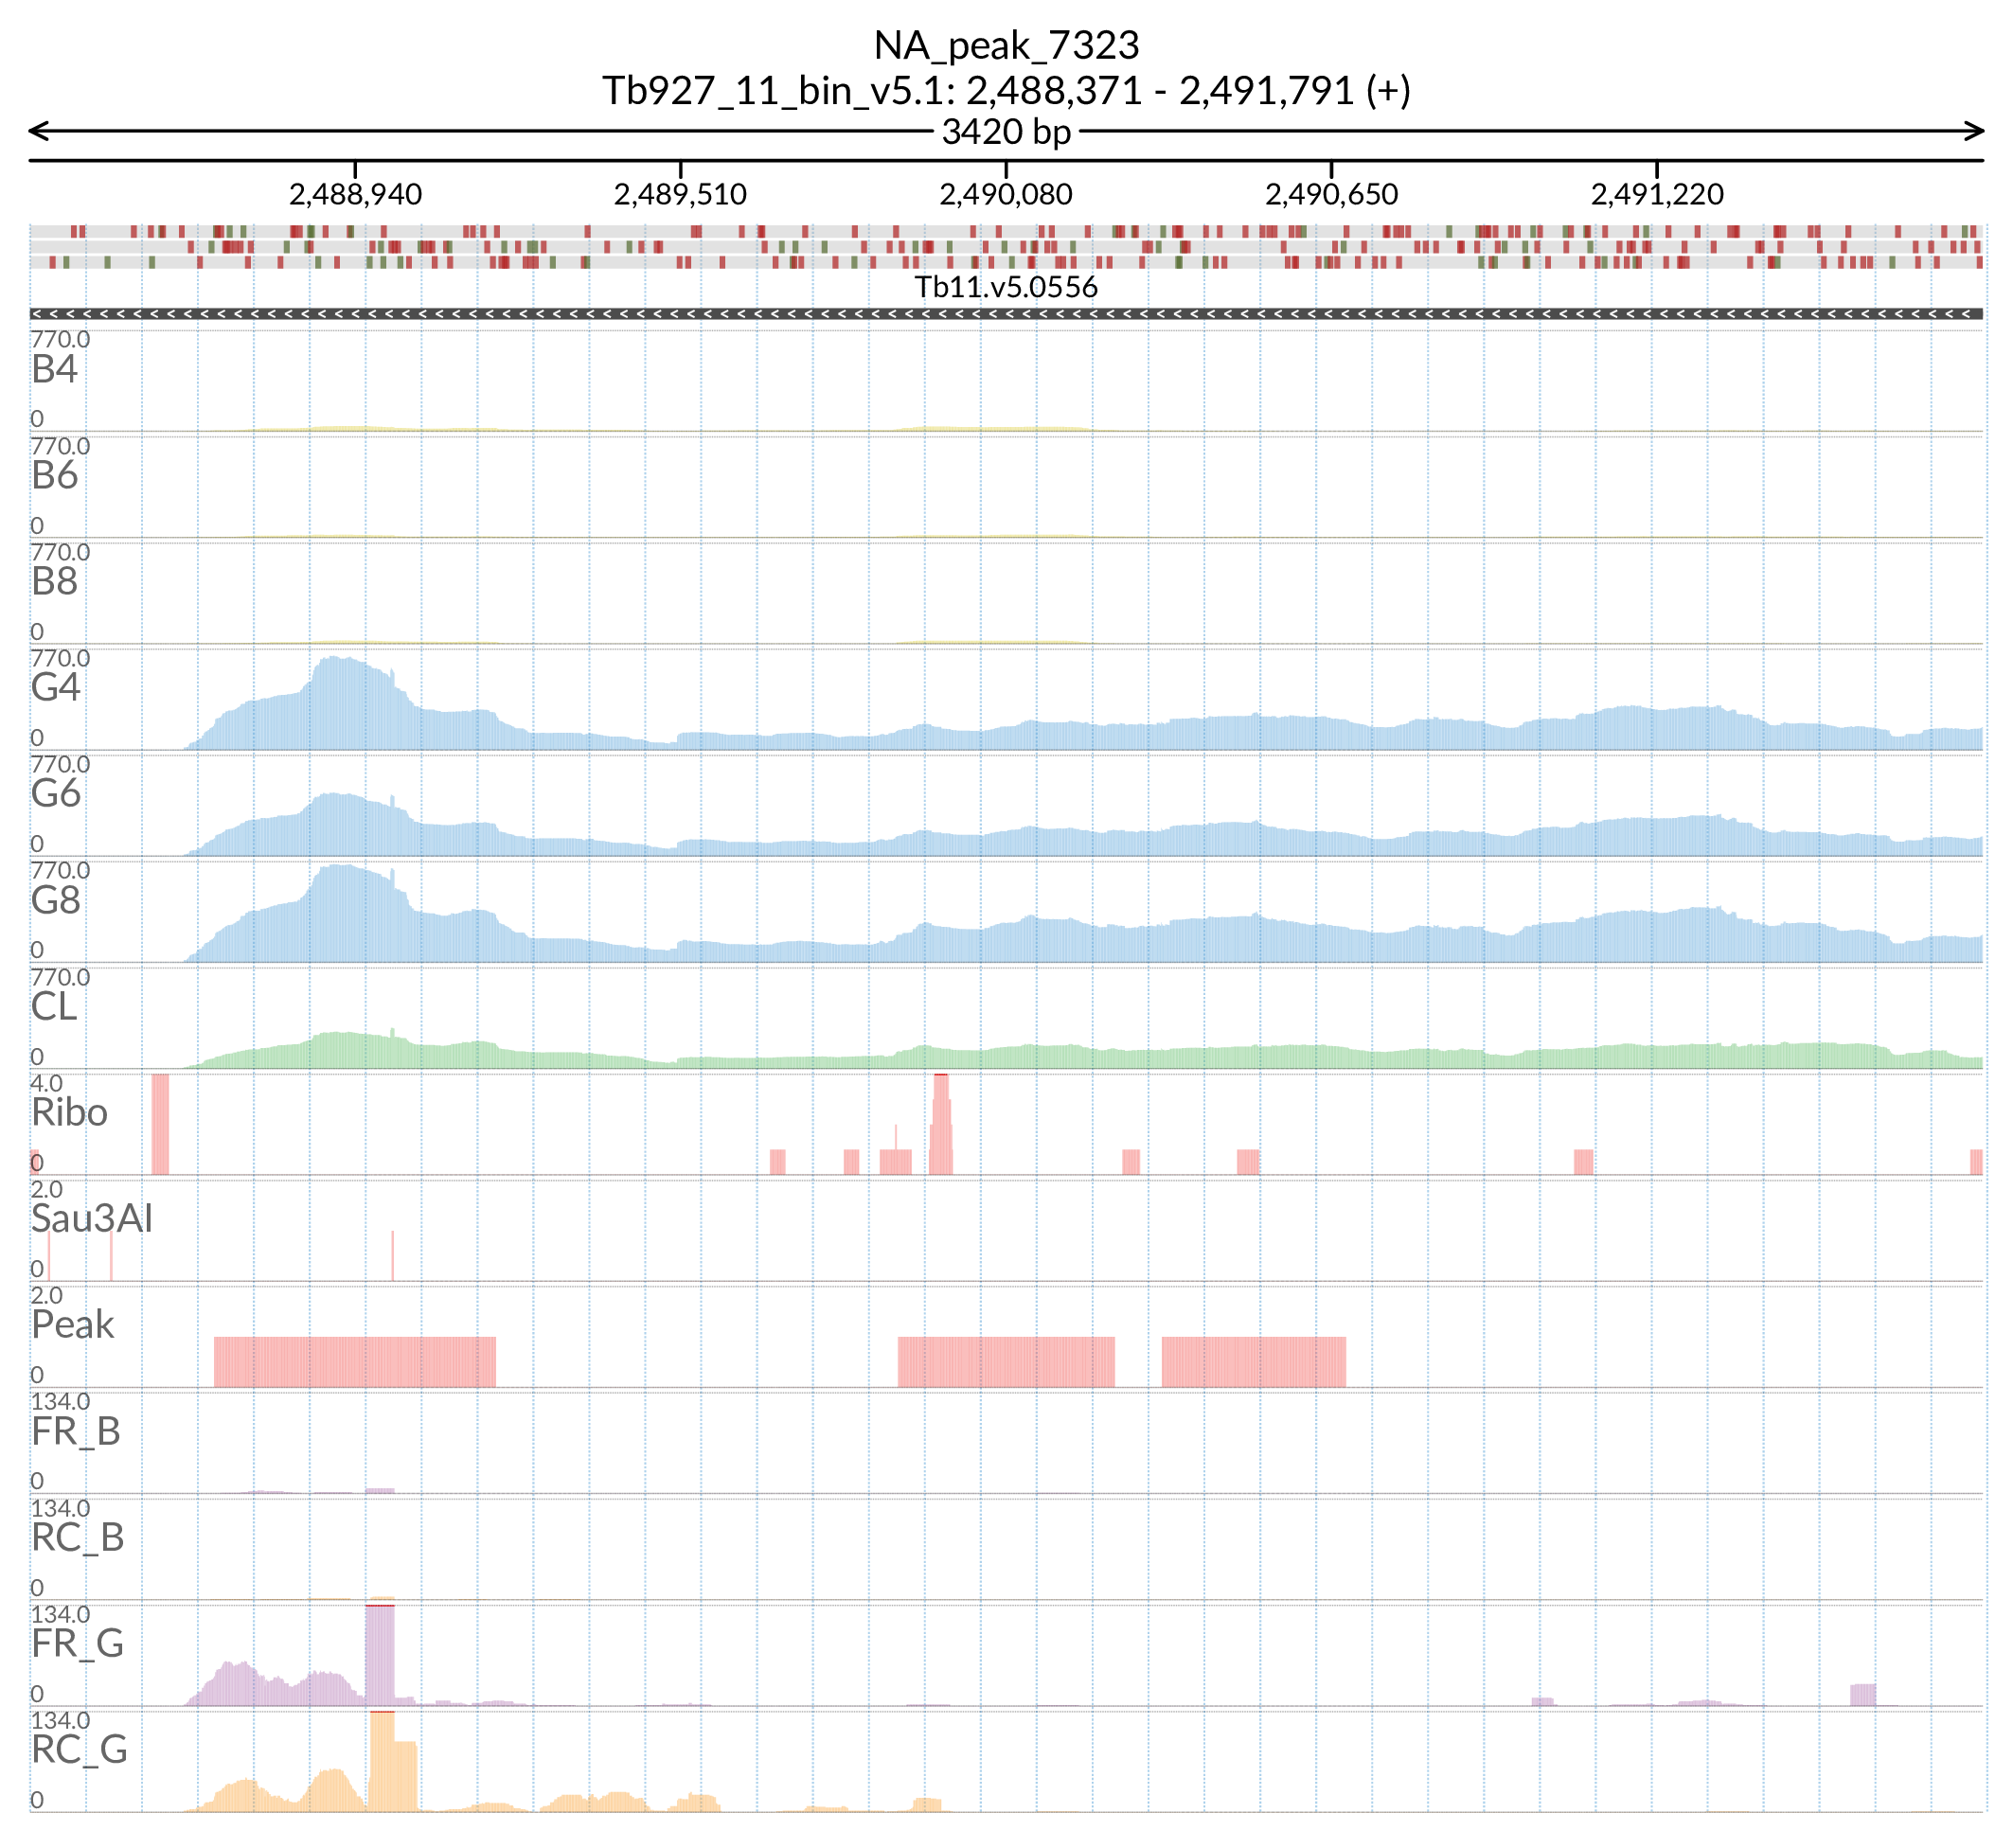 NA_peak_7323
Tb927_11_bin_v5.1: 2,488,371 - 2,491,791 (+)
3420 bp
2,488,940 2,489,510 2,490,080 2,490,650 2,491,220
Tb11.v5.0556
770.0
B4
0
770.0
B6
0
770.0
B8
0
770.0
G4
0
770.0
G6
0
770.0
G8
0
770.0
CL
0
4.0
Ribo
0
2.0
Sau3AI
0
2.0
Peak
0
134.0
FR_B
0
134.0
RC_B
0
134.0
FR_G
0
134.0
RC_G
0